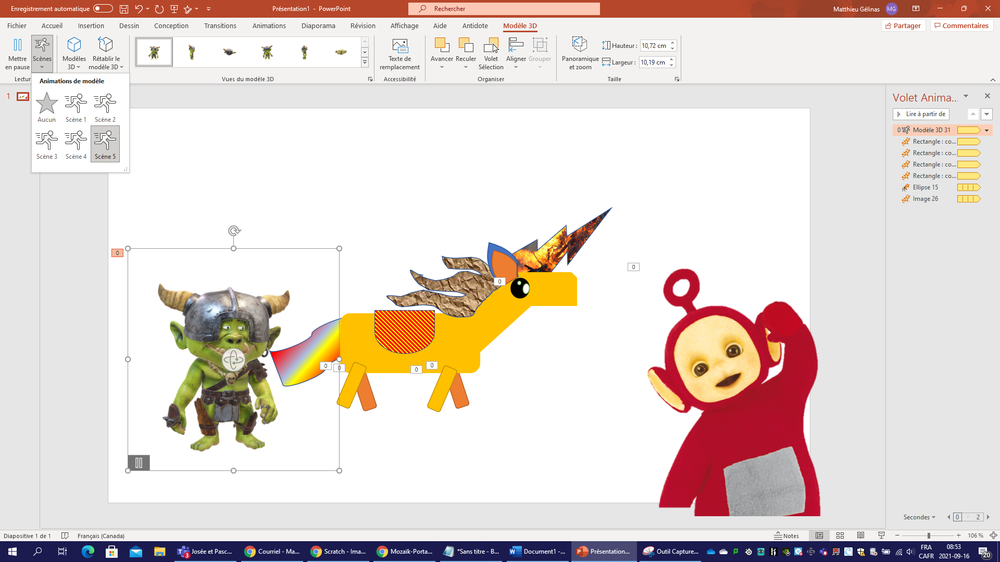 Enregistrement automatique
Présentation1 - PowerPoint
Rechercher
Matthieu Gélinas
MG
Fichier
Accueil
Insertion
Dessin
Conception
Transitions
Animations
Diaporama
Révision
Affichage
Aide
Antidote
Modèle 3D
Partager
Commentaires
Mettre
en pause
Scènes
Modèles
3D
Rétablir le
modèle 3D
Texte de
remplacement
Avancer
Reculer
Volet
Sélection
Aligner
Grouper
Panoramique
et zoom
Hauteur :
10,72 cm
Largeur :
10,19 cm
Lectur
Vues du modèle 3D
Accessibilité
Organiser
Taille
Animations de modèle
Aucun
Scène 1
Scène 2
Scène 3
Scène 4
Scène 5
1
0
0
0
0
0
0
0
Volet Anima...
Lire à partir de
0
Modèle 3D 31
Rectangle : co...
Rectangle : co...
Rectangle : co...
Rectangle : co...
Ellipse 15
Image 26
Secondes
0
2
Diapositive 1 de 1
Français (Canada)
Notes
106 %
3
Josée et Pasc...
Courriel - Ma...
Scratch - Ima...
Mozaïk-Porta...
*Sans titre - B...
Document1 -...
Présentation...
Outil Capture...
FRA
CAFR
08:53
2021-09-16
20